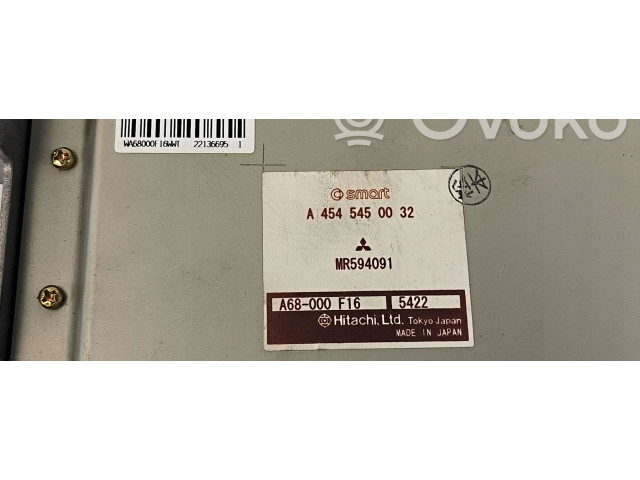 Ovoko
WA68000F16WWT 22136695 1
smart
A 454 545 00 32
MR594091
A68-000 F16 5422
Hitachi, Ltd. Tokyo Japan
MADE IN JAPAN